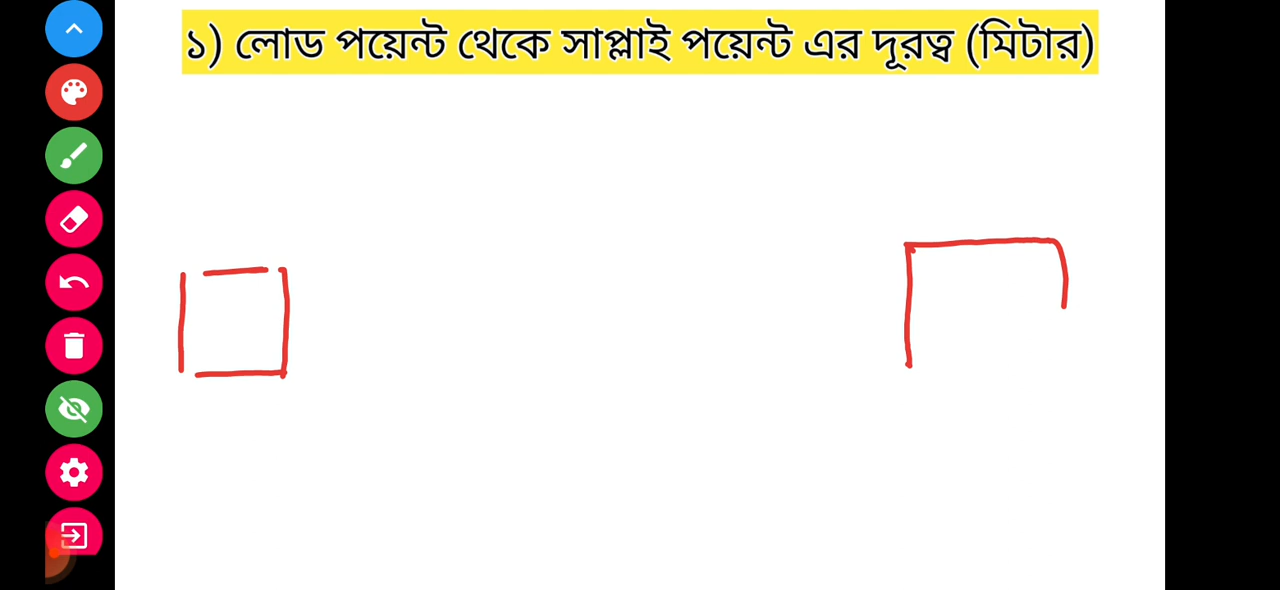 ১) লোড পয়েন্ট থেকে সাপ্লাই পয়েন্ট এর দূরত্ব (মিটার)